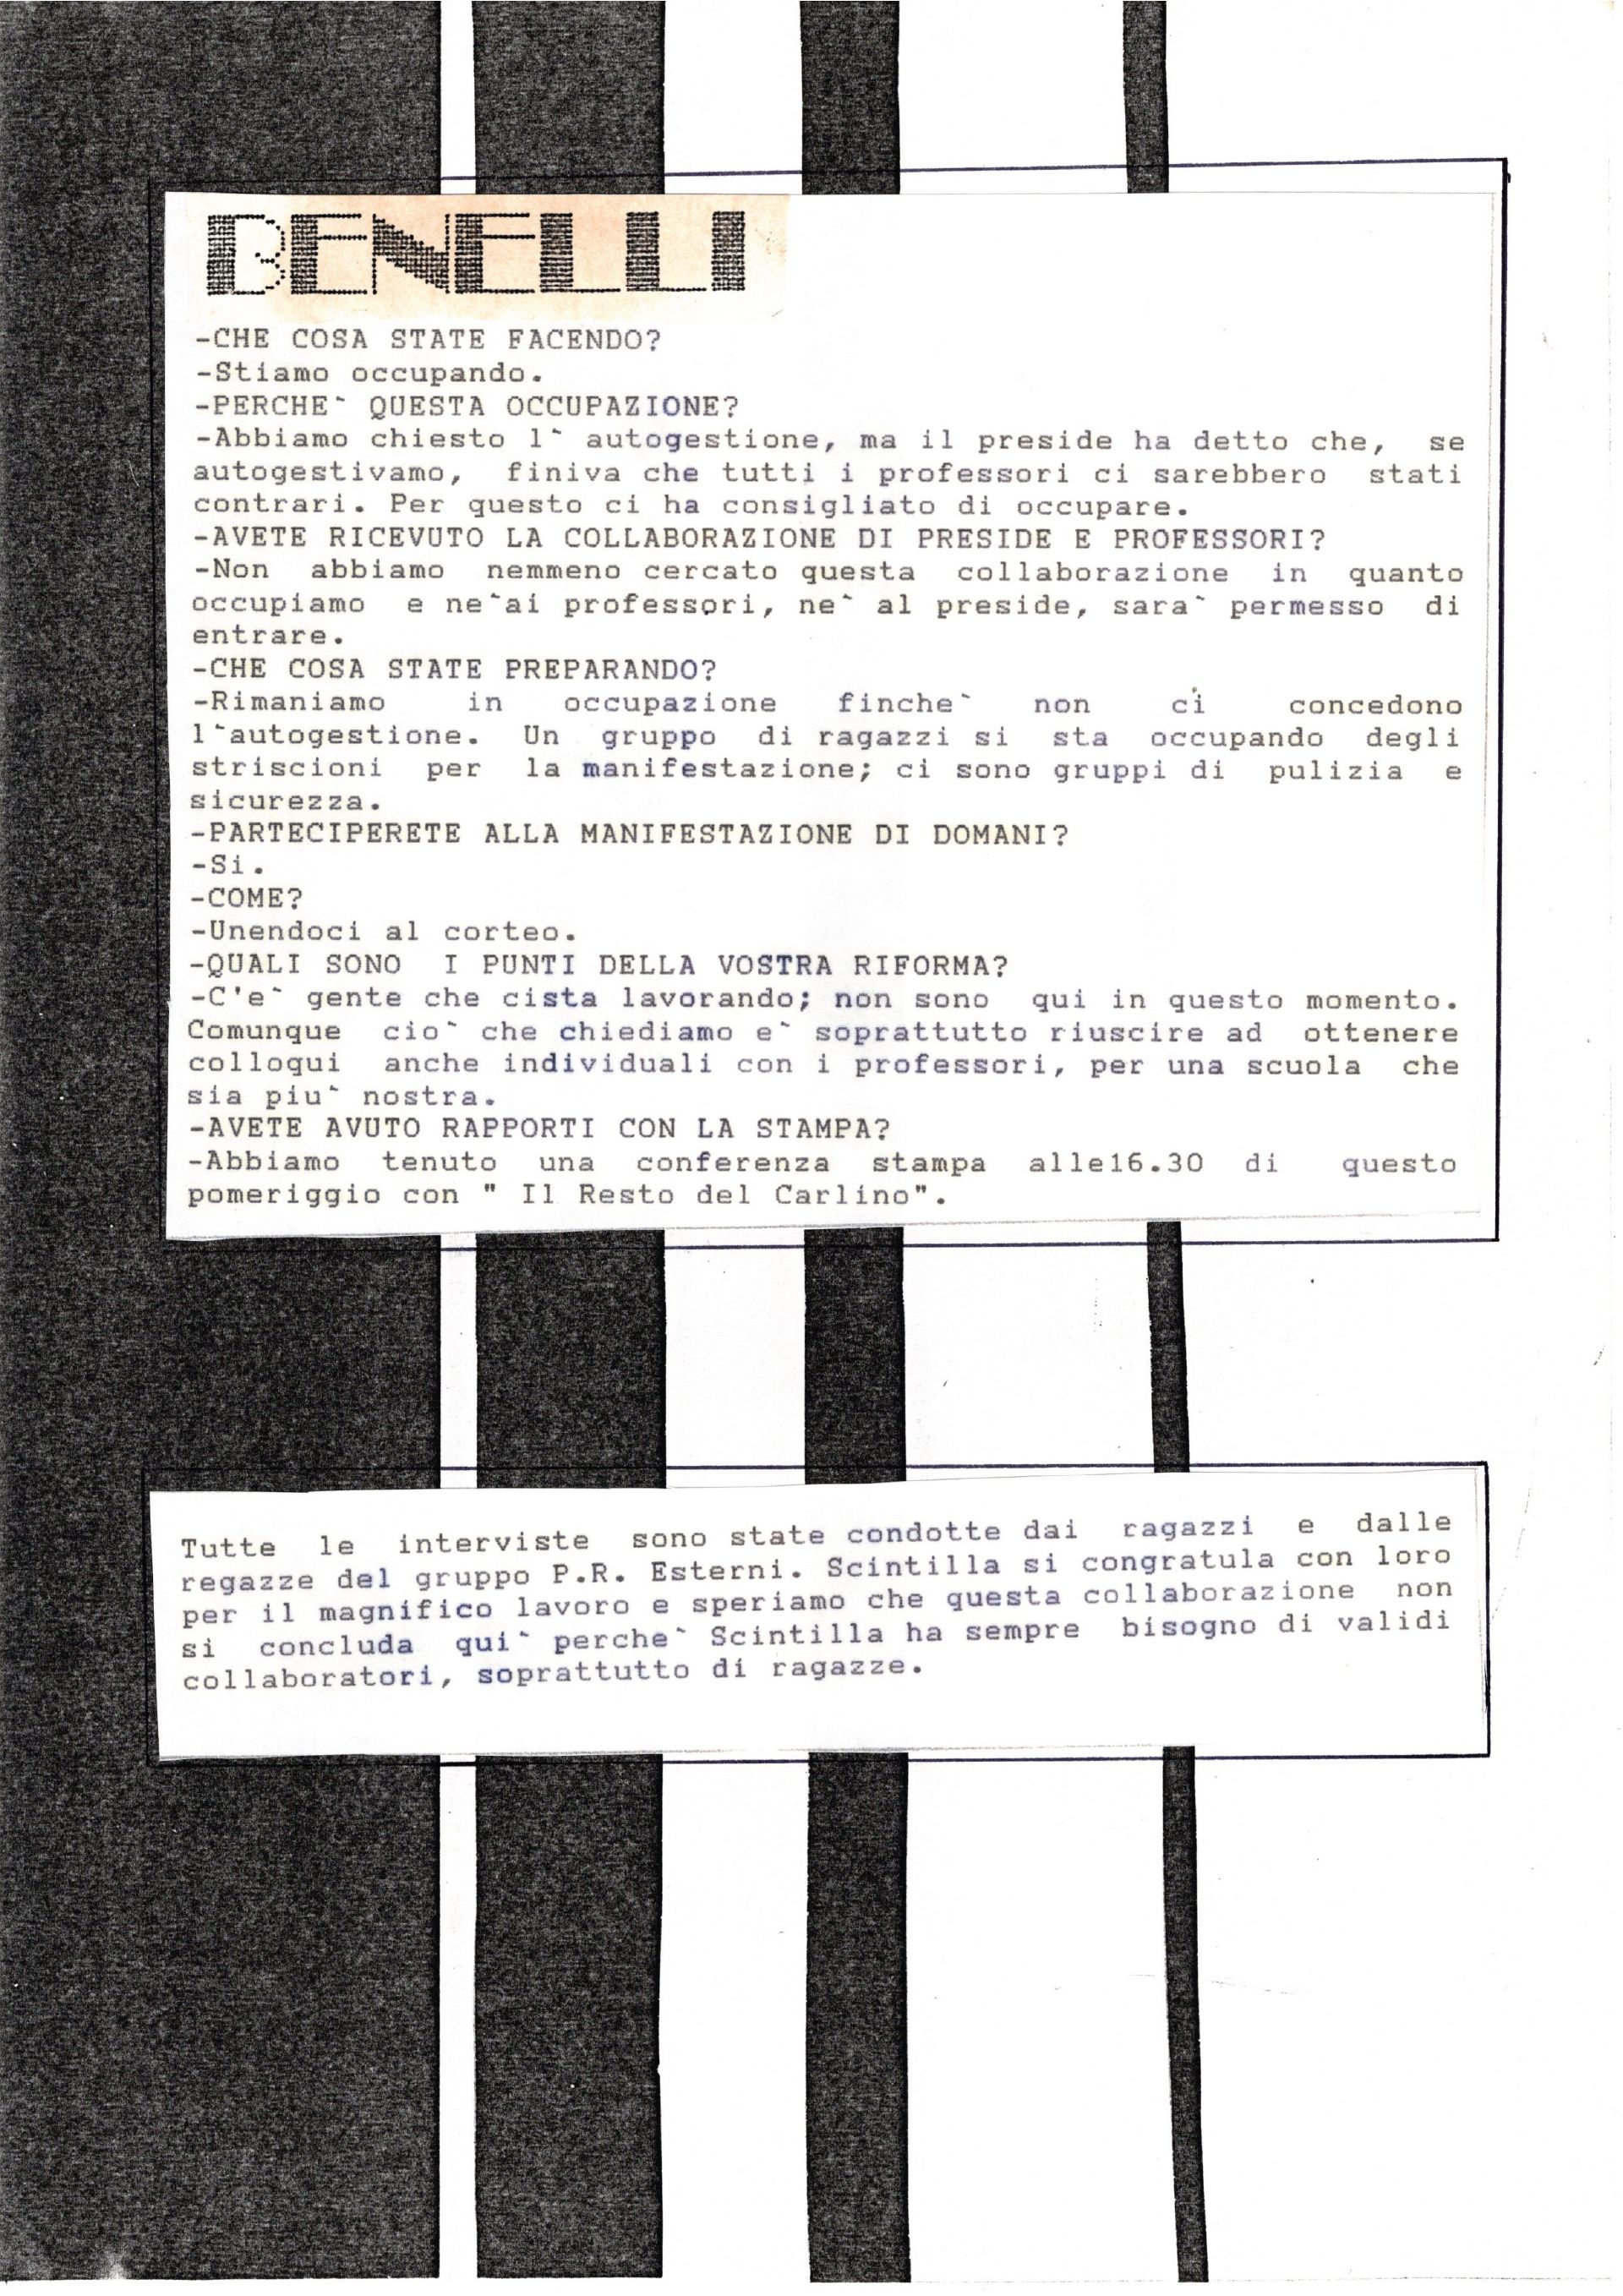 BENELLI
-CHE COSA STATE FACENDO?
-Stiamo occupando.
-PERCHE` QUESTA OCCUPAZIONE?
-Abbiamo chiesto l` autogestione, ma il preside ha detto che, se
autogestivamo, finiva che tutti i professori ci sarebbero stati
contrari. Per questo ci ha consigliato di occupare.
-AVETE RICEVUTO LA COLLABORAZIONE DI PRESIDE E PROFESSORI?
-Non abbiamo nemmeno cercato questa collaborazione in quanto
occupiamo e ne`ai professori, ne` al preside, sara` permesso di
entrare.
-CHE COSA STATE PREPARANDO?
-Rimaniamo in occupazione finche` non ci concedono
l`autogestione. Un gruppo di ragazzi si sta occupando degli
striscioni per la manifestazione; ci sono gruppi di pulizia e
sicurezza.
-PARTECIPERETE ALLA MANIFESTAZIONE DI DOMANI?
-Si.
-COME?
-Unendoci al corteo.
-QUALI SONO I PUNTI DELLA VOSTRA RIFORMA?
-C'e` gente che cista lavorando; non sono qui in questo momento.
Comunque cio` che chiediamo e` soprattutto riuscire ad ottenere
colloqui anche individuali con i professori, per una scuola che
sia piu` nostra.
-AVETE AVUTO RAPPORTI CON LA STAMPA?
-Abbiamo tenuto una conferenza stampa alle16.30 di questo
pomeriggio con " Il Resto del Carlino".
Tutte le interviste sono state condotte dai ragazzi e dalle
regazze del gruppo P.R. Esterni. Scintilla si congratula con loro
per il magnifico lavoro e speriamo che questa collaborazione non
si concluda qui` perche` Scintilla ha sempre bisogno di validi
collaboratori, soprattutto di ragazze.